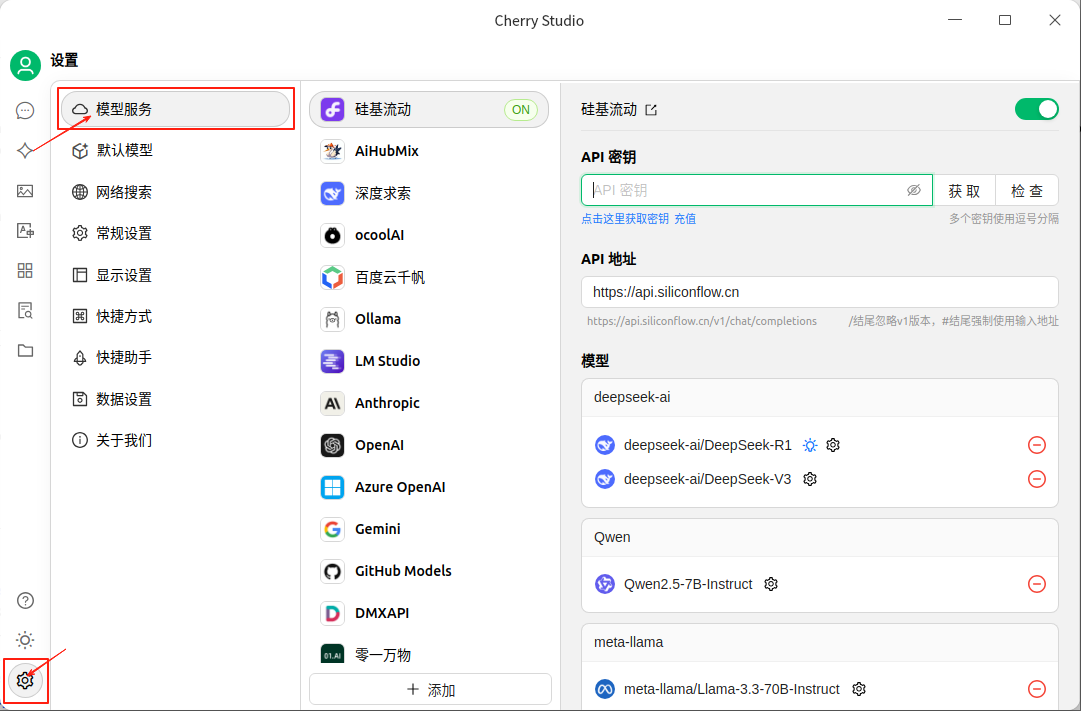 Cherry Studio
设置
模型服务
默认模型
网络搜索
常规设置
显示设置
快捷方式
快捷助手
数据设置
关于我们
硅基流动 ON
AiHubMix
深度求索
ocoolAI
百度云千帆
Ollama
LM Studio
Anthropic
OpenAI
Azure OpenAI
Gemini
GitHub Models
DMXAPI
01.AI 零一万物
添加
硅基流动
API 密钥
API 密钥 获 取 检 查
点击这里获取密钥 充值 多个密钥使用逗号分隔
API 地址
https://api.siliconflow.cn
https://api.siliconflow.cn/v1/chat/completions /结尾忽略v1版本，#结尾强制使用输入地址
模型
deepseek-ai
deepseek-ai/DeepSeek-R1
deepseek-ai/DeepSeek-V3
Qwen
Qwen2.5-7B-Instruct
meta-llama
meta-llama/Llama-3.3-70B-Instruct